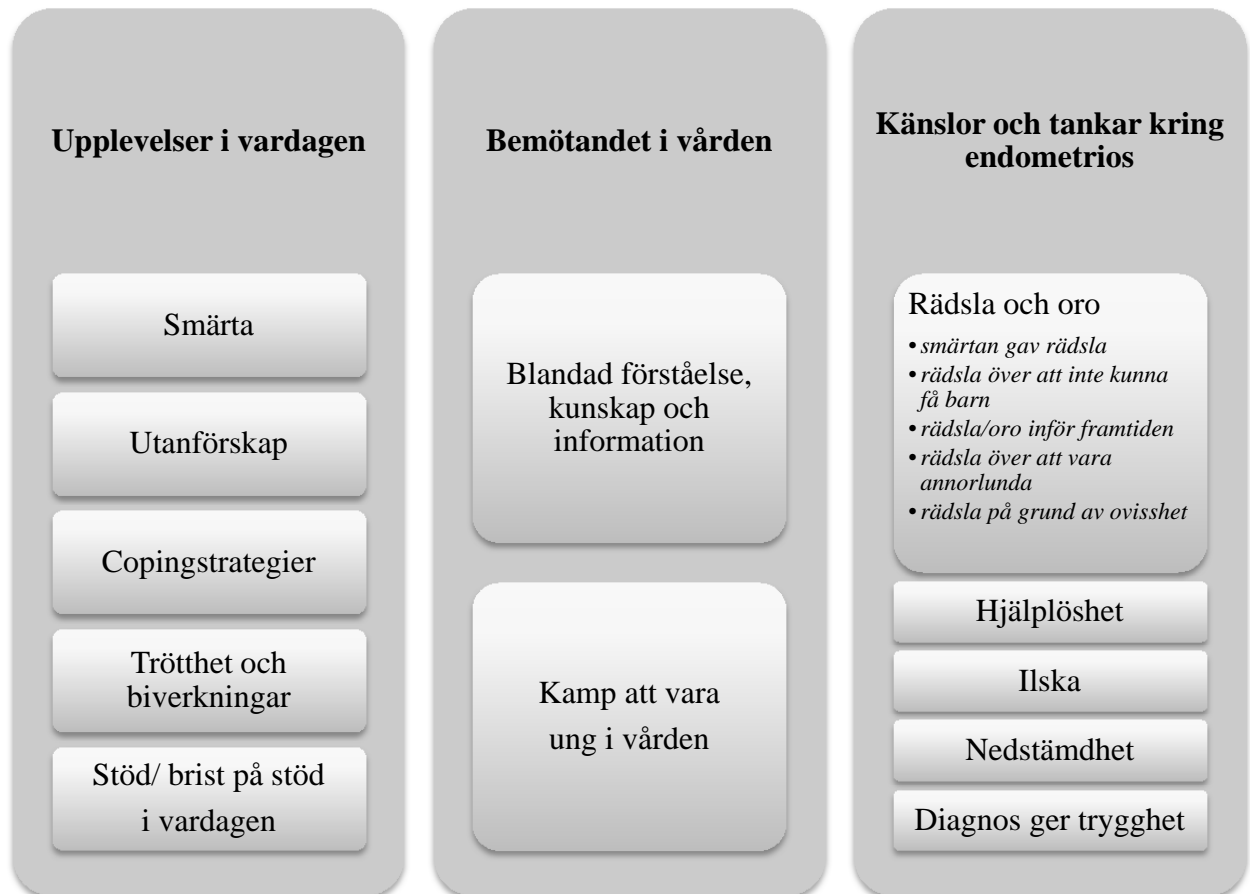 Upplevelser i vardagen
Smärta
Utanförskap
Copingstrategier
Trötthet och
biverkningar
Stöd/ brist på stöd
i vardagen
Bemötandet i vården
Blandad förståelse,
kunskap och
information
Kamp att vara
ung i vården
Känslor och tankar kring
endometrios
Rädsla och oro
• smärtan gav rädsla
• rädsla över att inte kunna
få barn
• rädsla/oro inför framtiden
• rädsla över att vara
annorlunda
• rädsla på grund av ovisshet
Hjälplöshet
Ilska
Nedstämdhet
Diagnos ger trygghet